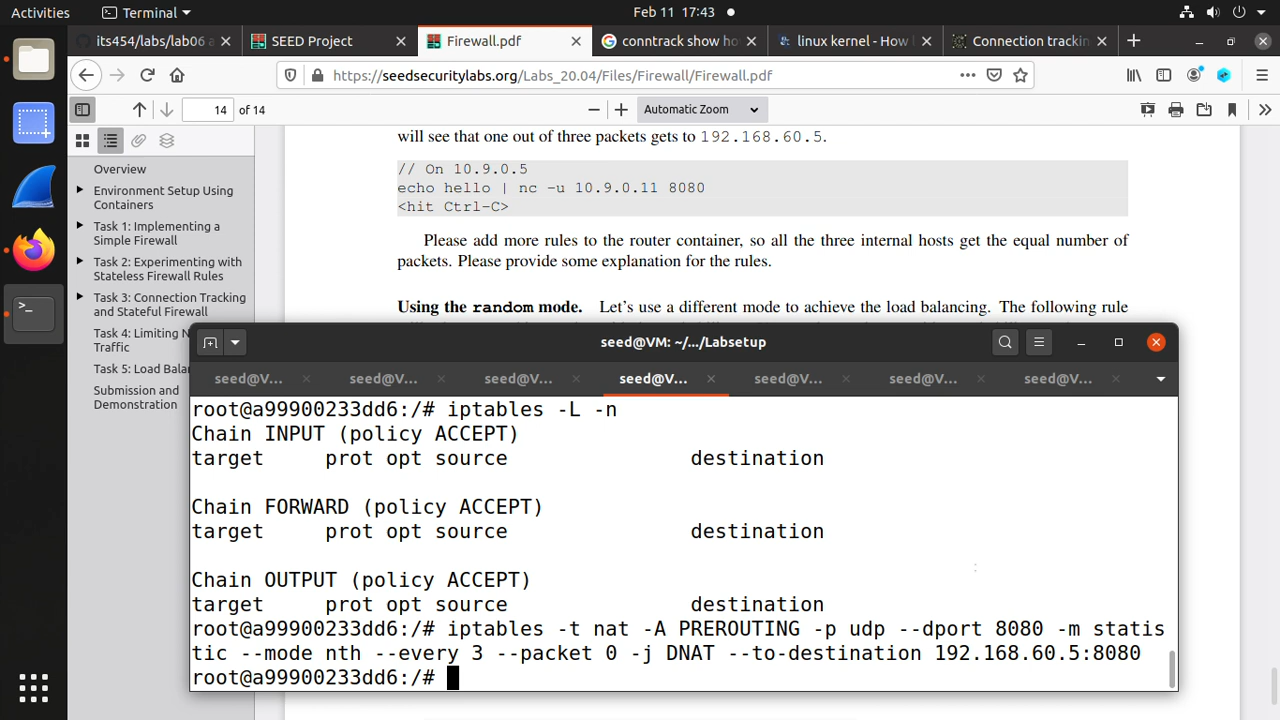 Activities Terminal Feb 11 17:43
its454/labs/lab06 a SEED Project Firewall.pdf conntrack show ho linux kernel - How l Connection trackin
https://seedsecuritylabs.org/Labs_20.04/Files/Firewall/Firewall.pdf
14 of 14 Automatic Zoom
Overview
Environment Setup Using
Containers
Task 1: Implementing a
Simple Firewall
Task 2: Experimenting with
Stateless Firewall Rules
Task 3: Connection Tracking
and Stateful Firewall
Task 4: Limiting N
Traffic
Task 5: Load Bala
Submission and
Demonstration
will see that one out of three packets gets to 192.168.60.5.
// On 10.9.0.5
echo hello | nc -u 10.9.0.11 8080
<hit Ctrl-C>
Please add more rules to the router container, so all the three internal hosts get the equal number of
packets. Please provide some explanation for the rules.
Using the random mode. Let's use a different mode to achieve the load balancing. The following rule
seed@VM: ~/.../Labsetup
seed@V... seed@V... seed@V... seed@V... seed@V... seed@V... seed@V...
root@a99900233dd6:/# iptables -L -n
Chain INPUT (policy ACCEPT)
target prot opt source destination
Chain FORWARD (policy ACCEPT)
target prot opt source destination
Chain OUTPUT (policy ACCEPT)
target prot opt source destination
root@a99900233dd6:/# iptables -t nat -A PREROUTING -p udp --dport 8080 -m statis
tic --mode nth --every 3 --packet 0 -j DNAT --to-destination 192.168.60.5:8080
root@a99900233dd6:/#